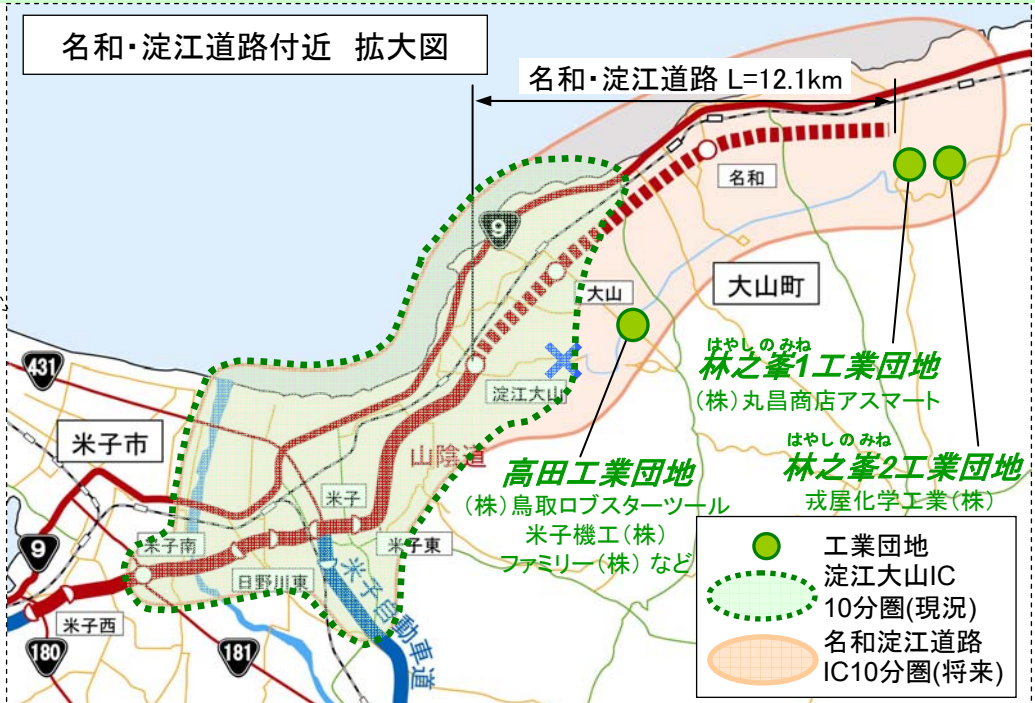 名和・淀江道路付近 拡大図
名和・淀江道路 L=12.1km
名和
9
大山
大山町
431
淀江大山
はやし の みね
林之峯1工業団地
(株)丸昌商店アスマート
米子市
山陰道
高田工業団地
(株)鳥取ロブスターツール
米子機工(株)
ファミリー(株) など
はやし の みね
林之峯2工業団地
戎屋化学工業(株)
米子
米子東
米子南
9
日野川東
米子自動車道
米子西
180
181
工業団地
淀江大山IC
10分圏(現況)
名和淀江道路
IC10分圏(将来)